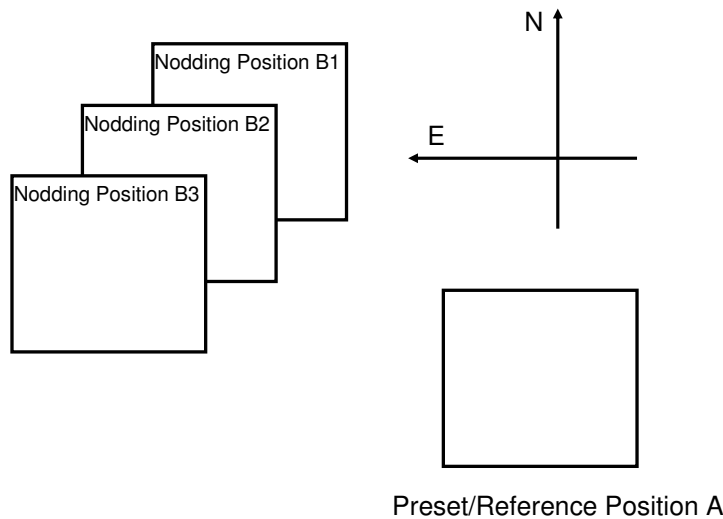 N
Nodding Position B1
Nodding Position B2
E
Nodding Position B3
Preset/Reference Position A